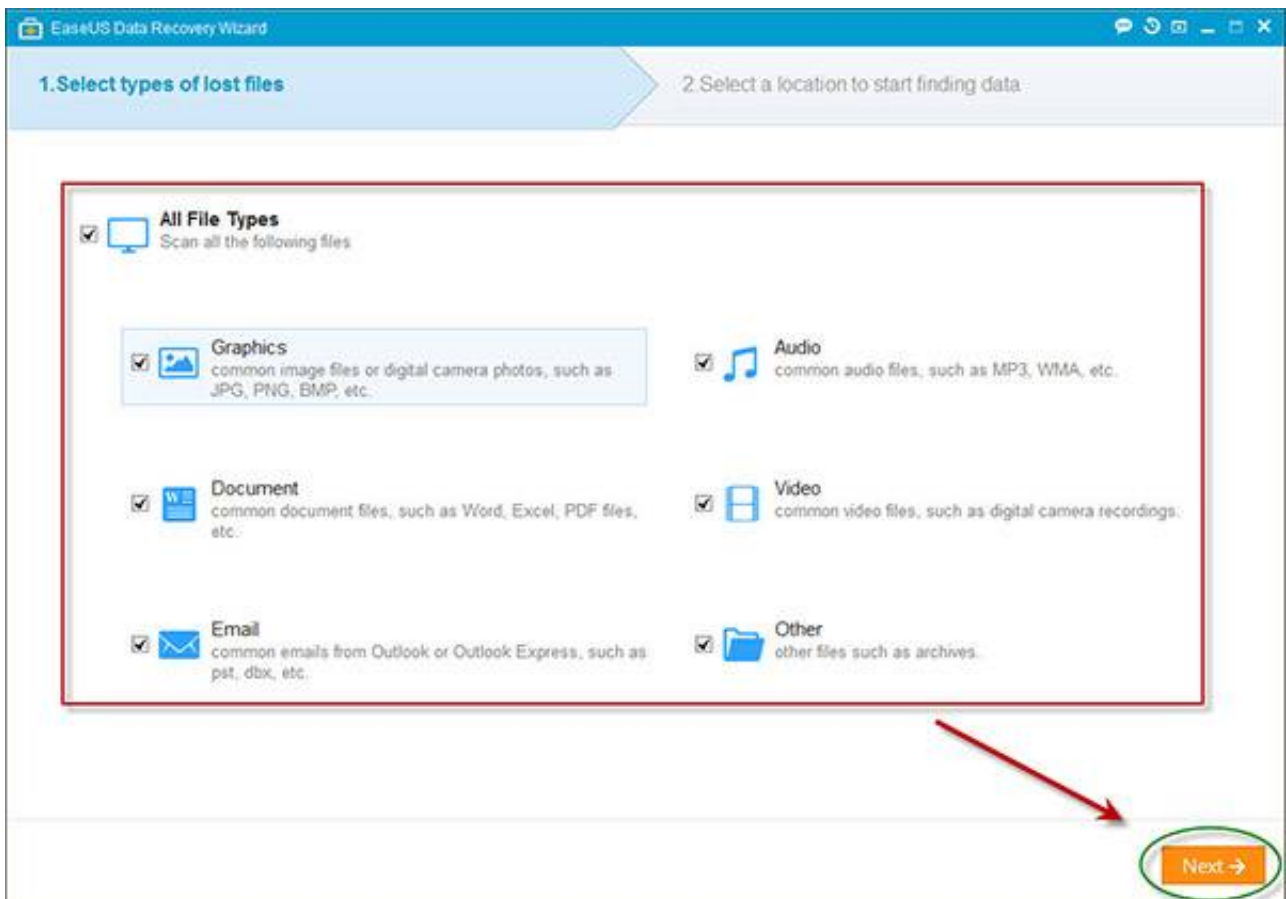 EaseUS Data Recovery Wizard
1.Select types of lost files
2.Select a location to start finding data
All File Types
Scan all the following files
Graphics
common image files or digital camera photos, such as
JPG, PNG, BMP, etc.
Audio
common audio files, such as MP3, WMA, etc.
Document
common document files, such as Word, Excel, PDF files,
etc.
Video
common video files, such as digital camera recordings.
Email
common emails from Outlook or Outlook Express, such as
pst, dbx, etc.
Other
other files such as archives.
Next →